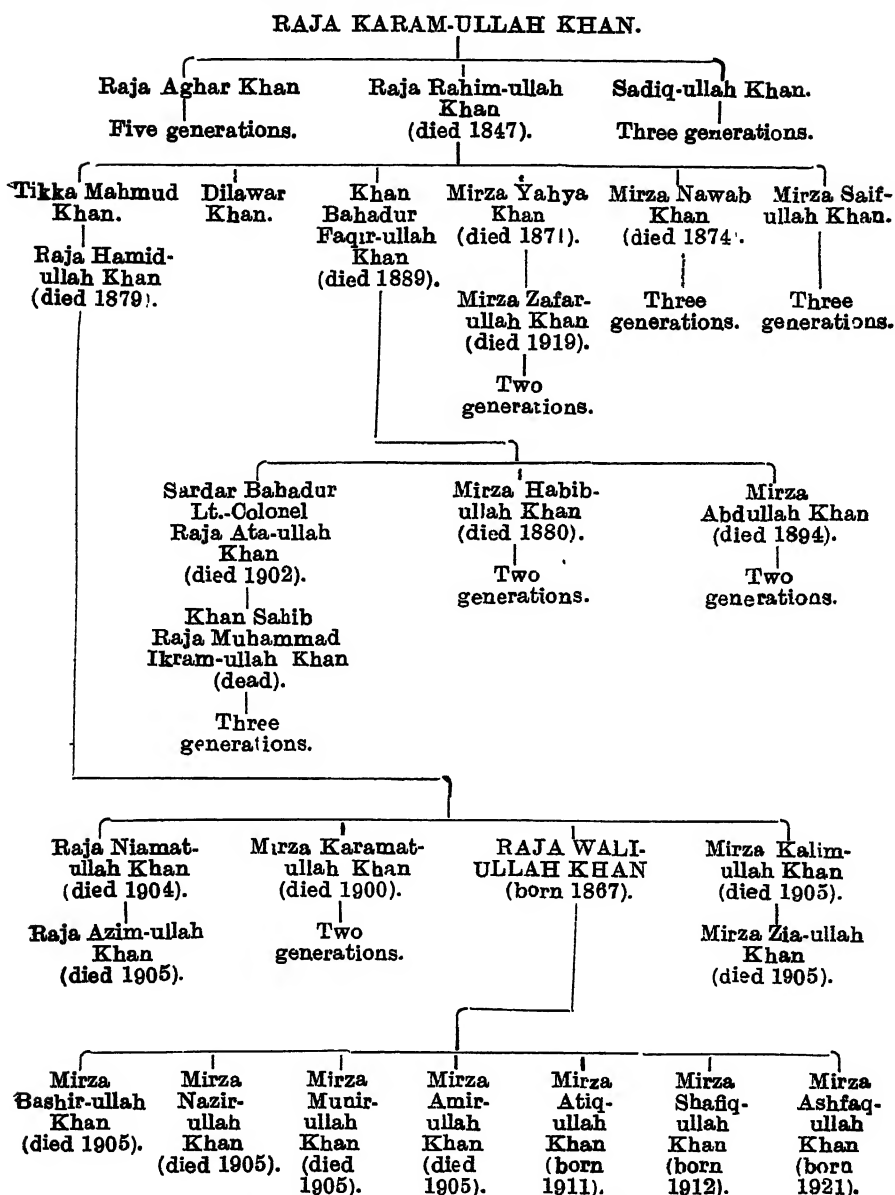 RAJA KARAM-ULLAH KHAN.
Raja Aghar Khan
Five generations.
Raja Rahim-ullah
Khan
(died 1847).
Sadiq-ullah Khan.
Three generations.
Tikka Mahmud
Khan.
Raja Hamid-
ullah Khan
(died 1879).
Dilawar
Khan.
Khan
Bahadur
Faqir-ullah
Khan
(died 1889).
Mirza Yahya
Khan
(died 1871).
Mirza Zafar-
ullah Khan
(died 1919).
Two
generations.
Mirza Nawab
Khan
(died 1874).
Three
generations.
Mirza Saif-
ullah Khan.
Three
generations.
Sardar Bahadur
Lt.-Colonel
Raja Ata-ullah
Khan
(died 1902).
Khan Sahib
Raja Muhammad
Ikram-ullah Khan
(dead).
Three
generations.
Mirza Habib-
ullah Khan
(died 1880).
Two
generations.
Mirza
Abdullah Khan
(died 1894).
Two
generations.
Raja Niamat-
ullah Khan
(died 1904).
Raja Azim-ullah
Khan
(died 1905).
Mirza Karamat-
ullah Khan
(died 1900).
Two
generations.
RAJA WALI-
ULLAH KHAN
(born 1867).
Mirza Kalim-
ullah Khan
(died 1905).
Mirza Zia-ullah
Khan
(died 1905).
Mirza
Bashir-ullah
Khan
(died 1905).
Mirza
Nazir-
ullah
Khan
(died 1905).
Mirza
Munir-
ullah
Khan
(died
1905).
Mirza
Amir-
ullah
Khan
(died
1905).
Mirza
Atiq-
ullah
Khan
(born
1911).
Mirza
Shafiq-
ullah
Khan
(born
1912).
Mirza
Ashfaq-
ullah
Khan
(born
1921).